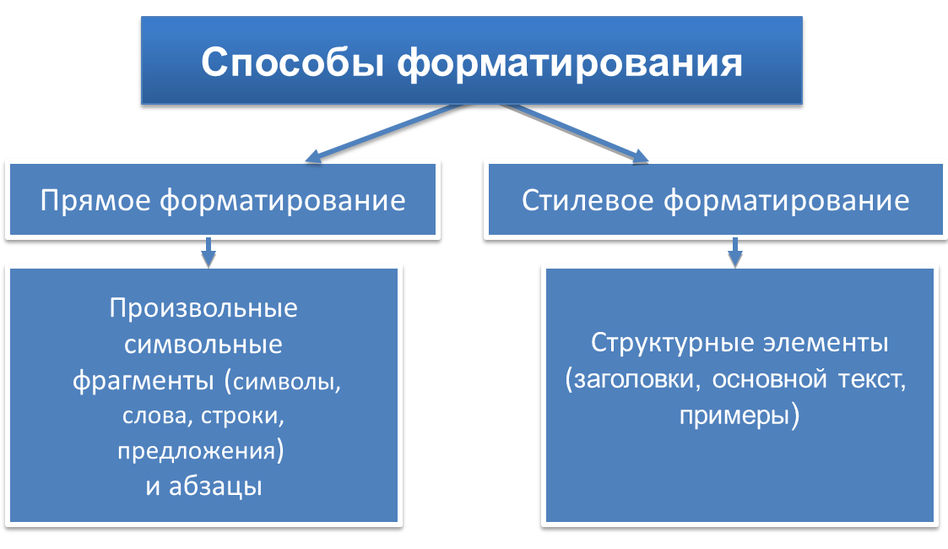 Способы форматирования
Прямое форматирование
Стилевое форматирование
Произвольные
символьные
фрагменты (символы,
слова, строки,
предложения)
и абзацы
Структурные элементы
(заголовки, основной текст,
примеры)